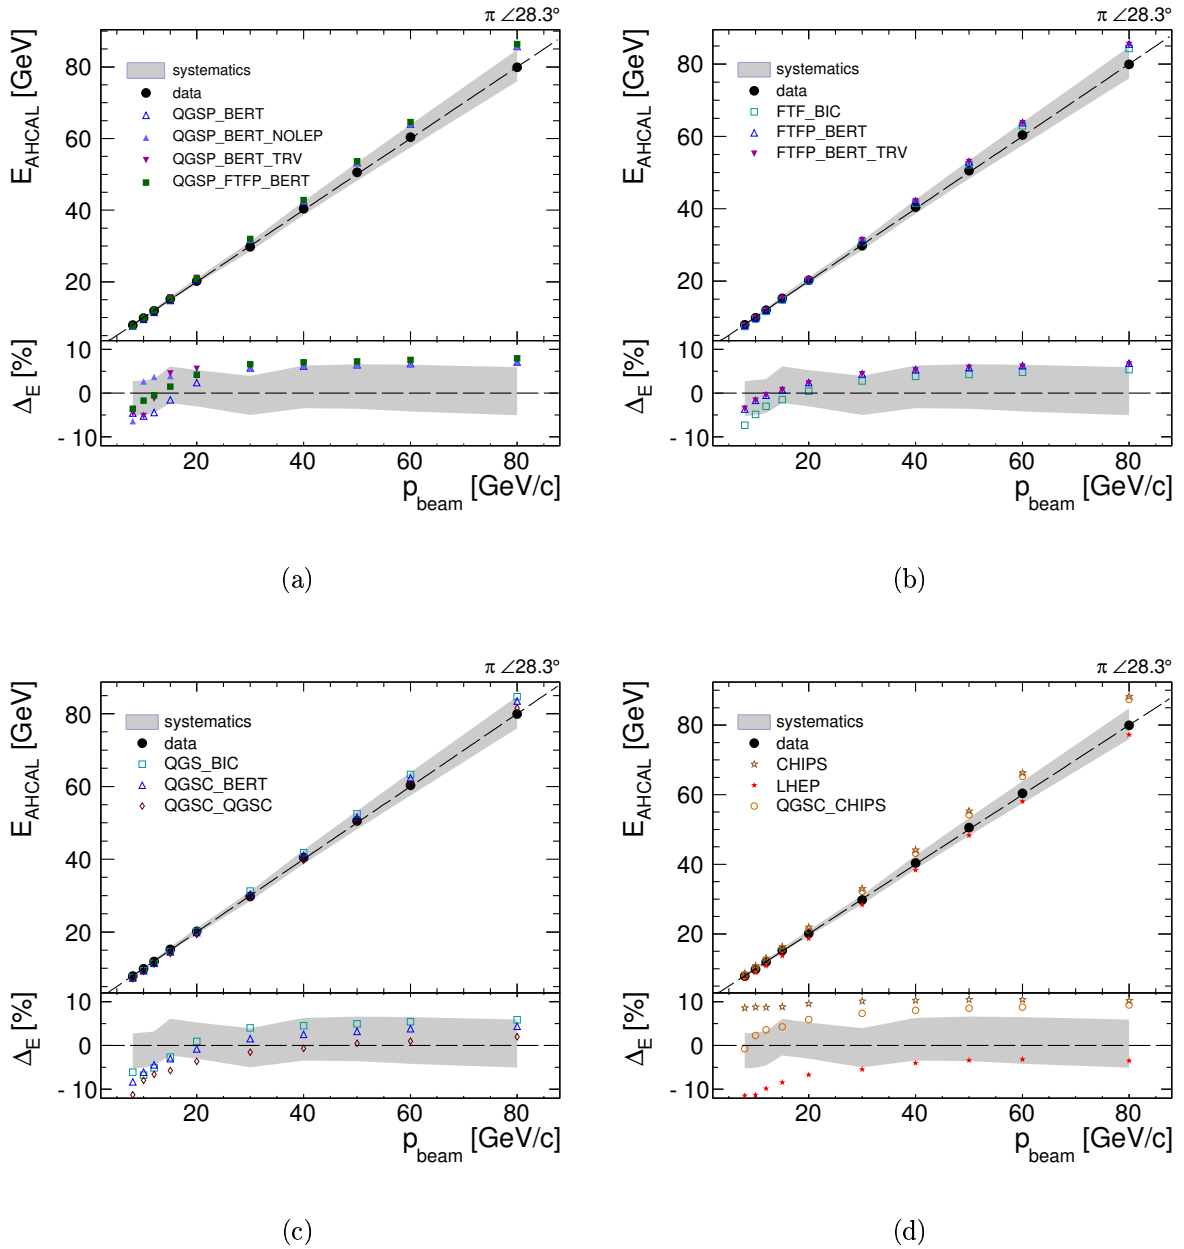 π ∠28.3°
E_AHCAL [GeV]
80
60
40
20
systematics
data
QGSP_BERT
QGSP_BERT_NOLEP
QGSP_BERT_TRV
QGSP_FTFP_BERT
Δ_E [%]
10
0
- 10
20 40 60 80
p_beam [GeV/c]
(a)
π ∠28.3°
E_AHCAL [GeV]
80
60
40
20
systematics
data
FTF_BIC
FTFP_BERT
FTFP_BERT_TRV
Δ_E [%]
10
0
- 10
20 40 60 80
p_beam [GeV/c]
(b)
π ∠28.3°
E_AHCAL [GeV]
80
60
40
20
systematics
data
QGS_BIC
QGSC_BERT
QGSC_QGSC
Δ_E [%]
10
0
- 10
20 40 60 80
p_beam [GeV/c]
(c)
π ∠28.3°
E_AHCAL [GeV]
80
60
40
20
systematics
data
CHIPS
LHEP
QGSC_CHIPS
Δ_E [%]
10
0
- 10
20 40 60 80
p_beam [GeV/c]
(d)